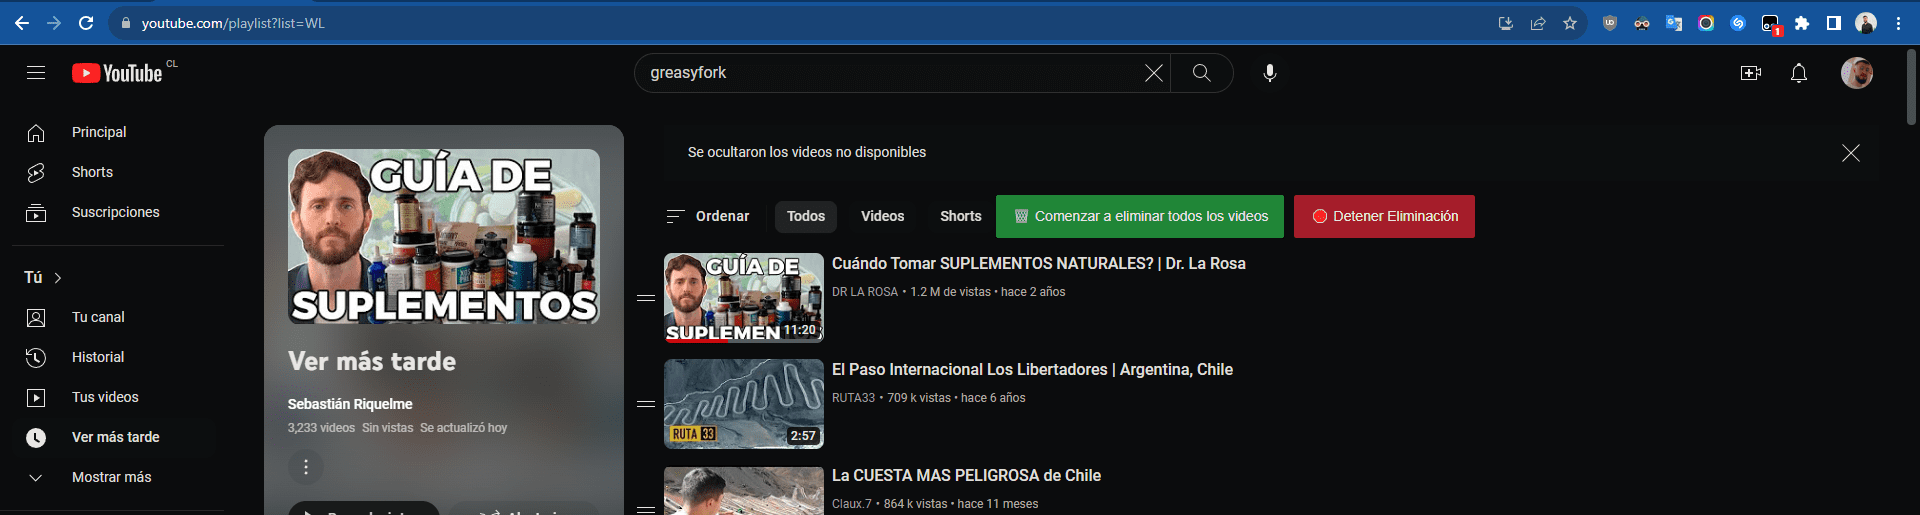 youtube.com/playlist?list=WL
1
YouTube CL
greasyfork
Principal
Shorts
Suscripciones
Tú
Tu canal
Historial
Tus videos
Ver más tarde
Mostrar más
GUÍA DE
SUPLEMENTOS
Ver más tarde
Sebastián Riquelme
3,233 videos Sin vistas Se actualizó hoy
Se ocultaron los videos no disponibles
Ordenar Todos Videos Shorts Comenzar a eliminar todos los videos Detener Eliminación
GUÍA DE
11:20
Cuándo Tomar SUPLEMENTOS NATURALES? | Dr. La Rosa
DR LA ROSA • 1.2 M de vistas • hace 2 años
RUTA 33
2:57
El Paso Internacional Los Libertadores | Argentina, Chile
RUTA33 • 709 k vistas • hace 6 años
La CUESTA MAS PELIGROSA de Chile
Claux.7 • 864 k vistas • hace 11 meses